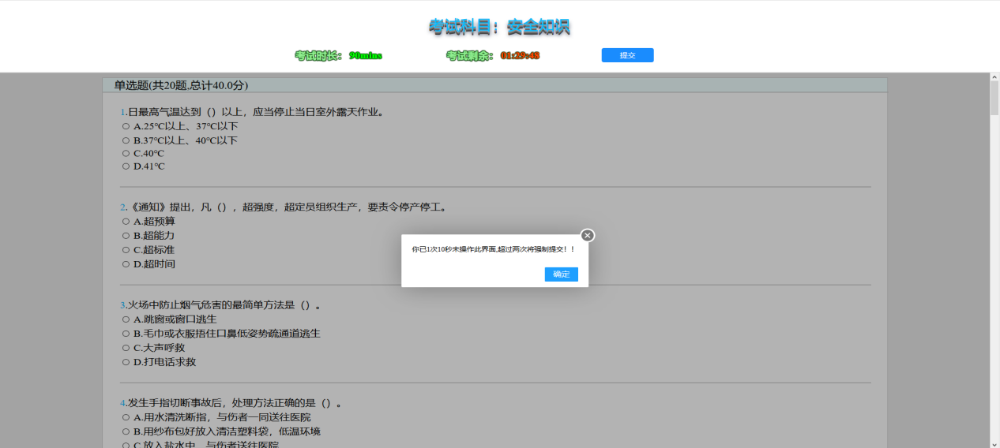 考试科目：安全知识
考试时长： 90mins 考试剩余： 01:29:48 提交
单选题(共20题,总计40.0分)
1.日最高气温达到（）以上，应当停止当日室外露天作业。
A.25℃以上、37℃以下
B.37℃以上、40℃以下
C.40℃
D.41℃
2.《通知》提出，凡（），超强度，超定员组织生产，要责令停产停工。
A.超预算
B.超能力
C.超标准
D.超时间
你已1次10秒未操作此界面,超过两次将强制提交！！
确定
3.火场中防止烟气危害的最简单方法是（）。
A.跳窗或窗口逃生
B.毛巾或衣服捂住口鼻低姿势疏通道逃生
C.大声呼救
D.打电话求救
4.发生手指切断事故后，处理方法正确的是（）。
A.用水清洗断指，与伤者一同送往医院
B.用纱布包好放入清洁塑料袋，低温环境
C.放入盐水中，与伤者送往医院